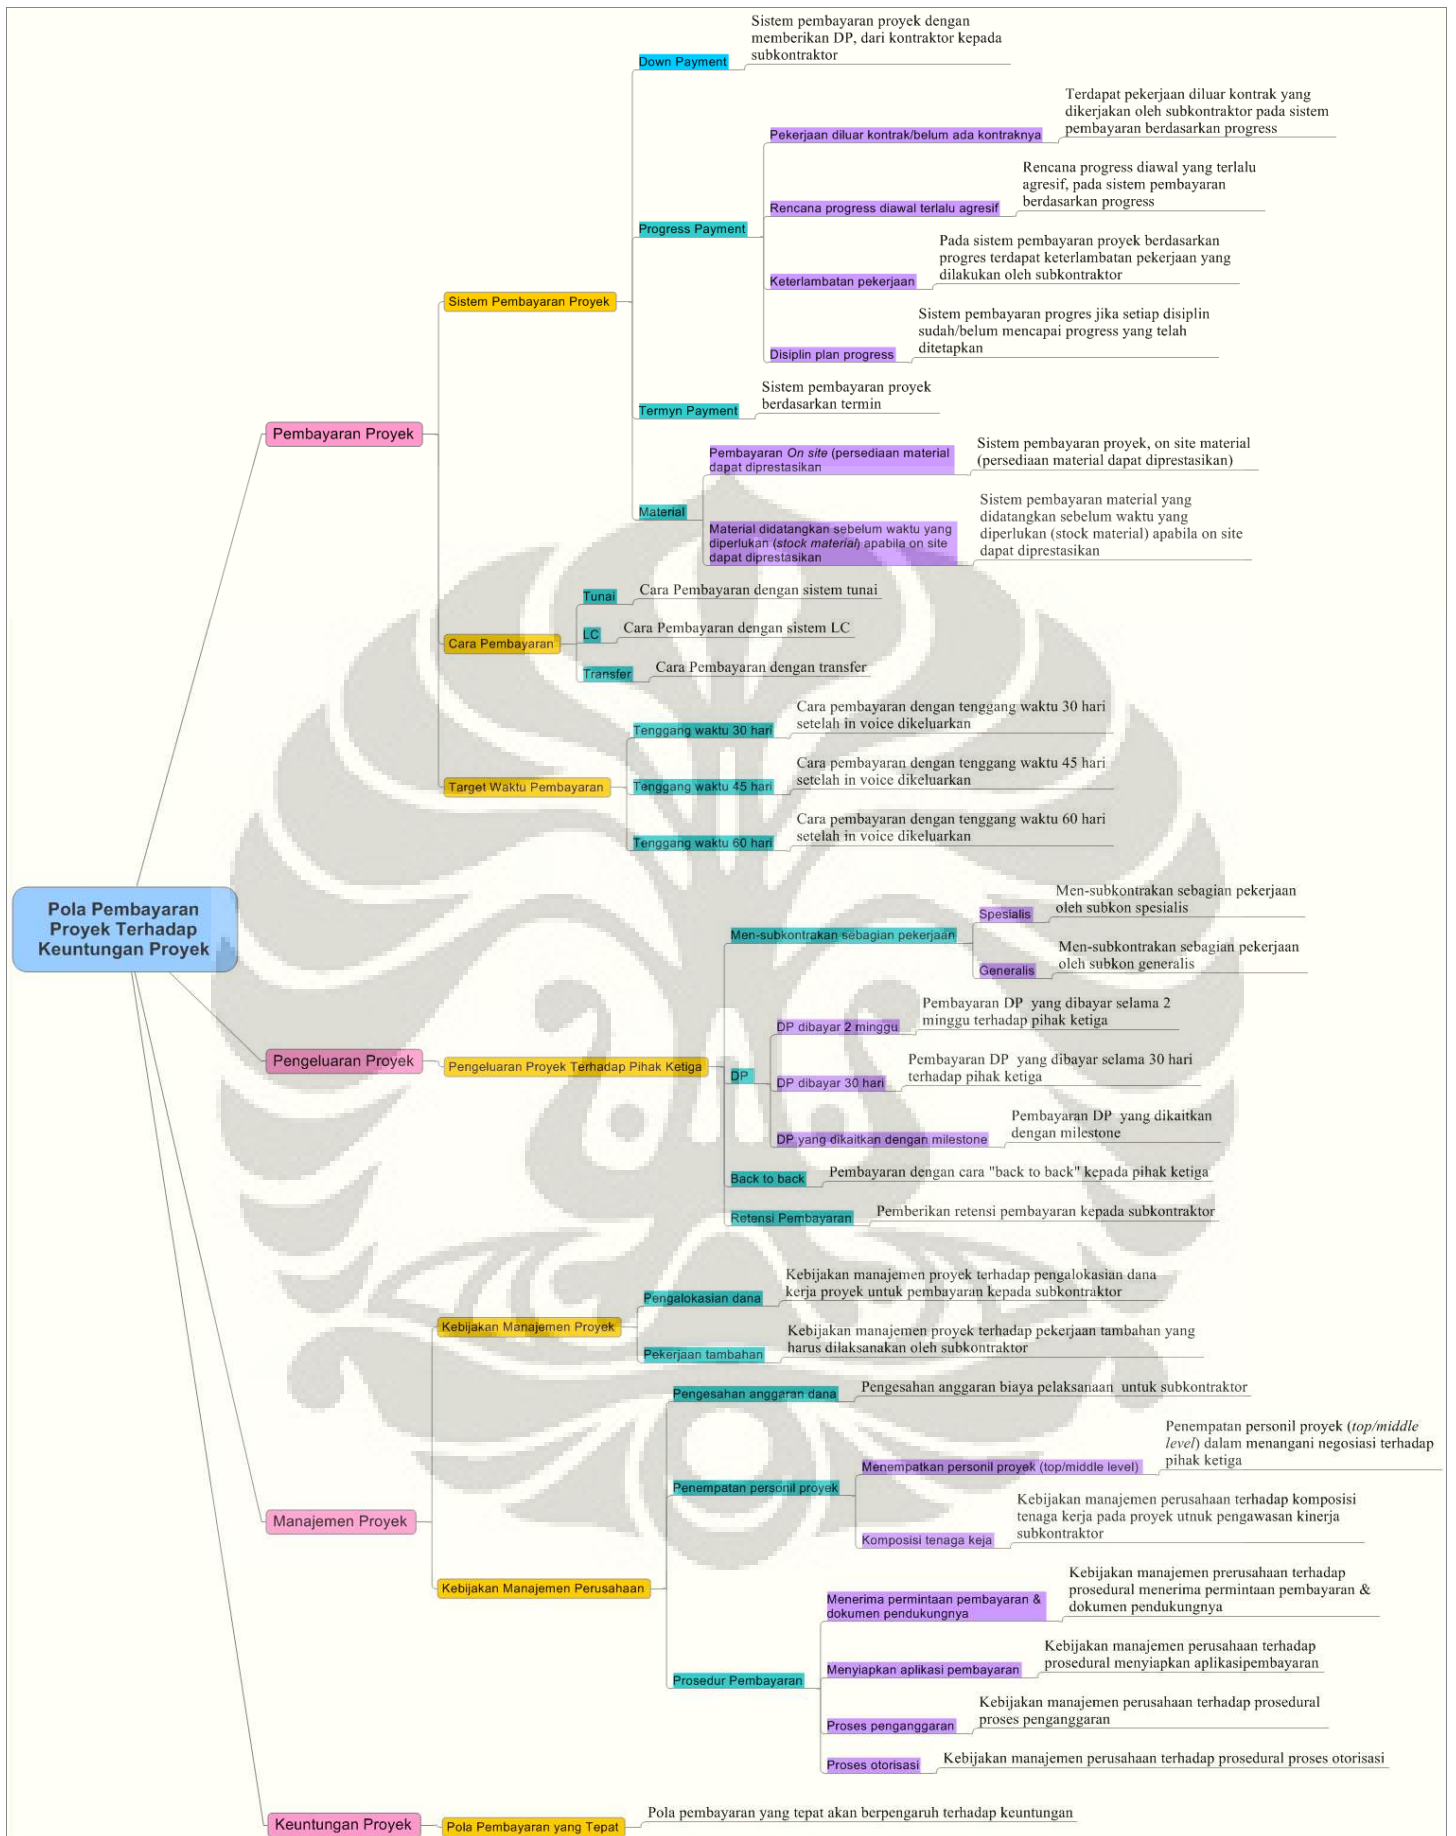 Sistem pembayaran proyek dengan
memberikan DP, dari kontraktor kepada
subkontraktor
Down Payment
Terdapat pekerjaan diluar kontrak yang
dikerjakan oleh subkontraktor pada sistem
pembayaran berdasarkan progress
Pekerjaan diluar kontrak/belum ada kontraknya
Rencana progress diawal yang terlalu
agresif, pada sistem pembayaran
berdasarkan progress
Rencana progress diawal terlalu agresif
Progress Payment
Pada sistem pembayaran proyek berdasarkan
progres terdapat keterlambatan pekerjaan yang
dilakukan oleh subkontraktor
Keterlambatan pekerjaan
Sistem Pembayaran Proyek
Sistem pembayaran progres jika setiap disiplin
sudah/belum mencapai progress yang telah
ditetapkan
Disiplin plan progress
Sistem pembayaran proyek
berdasarkan termin
Termyn Payment
Pembayaran Proyek
Pembayaran On site (persediaan material
dapat diprestasikan
Sistem pembayaran proyek, on site material
(persediaan material dapat diprestasikan)
Material
Material didatangkan sebelum waktu yang
diperlukan (stock material) apabila on site
dapat diprestasikan
Sistem pembayaran material yang
didatangkan sebelum waktu yang
diperlukan (stock material) apabila on site
dapat diprestasikan
Tunai
Cara Pembayaran dengan sistem tunai
LC
Cara Pembayaran dengan sistem LC
Cara Pembayaran
Transfer
Cara Pembayaran dengan transfer
Cara pembayaran dengan tenggang waktu 30 hari
setelah in voice dikeluarkan
Tenggang waktu 30 hari
Cara pembayaran dengan tenggang waktu 45 hari
setelah in voice dikeluarkan
Target Waktu Pembayaran
Tenggang waktu 45 hari
Cara pembayaran dengan tenggang waktu 60 hari
setelah in voice dikeluarkan
Tenggang waktu 60 hari
Pola Pembayaran
Proyek Terhadap
Keuntungan Proyek
Men-subkontrakan sebagian pekerjaan
oleh subkon spesialis
Spesialis
Men-subkontrakan sebagian pekerjaan
Men-subkontrakan sebagian pekerjaan
oleh subkon generalis
Generalis
Pembayaran DP yang dibayar selama 2
minggu terhadap pihak ketiga
DP dibayar 2 minggu
Pengeluaran Proyek
Pengeluaran Proyek Terhadap Pihak Ketiga
Pembayaran DP yang dibayar selama 30 hari
terhadap pihak ketiga
DP
DP dibayar 30 hari
Pembayaran DP yang dikaitkan
dengan milestone
DP yang dikaitkan dengan milestone
Back to back
Pembayaran dengan cara "back to back" kepada pihak ketiga
Retensi Pembayaran
Pemberikan retensi pembayaran kepada subkontraktor
Kebijakan manajemen proyek terhadap pengalokasian dana
kerja proyek untuk pembayaran kepada subkontraktor
Pengalokasian dana
Kebijakan Manajemen Proyek
Kebijakan manajemen proyek terhadap pekerjaan tambahan yang
harus dilaksanakan oleh subkontraktor
Pekerjaan tambahan
Pengesahan anggaran dana
Pengesahan anggaran biaya pelaksanaan untuk subkontraktor
Penempatan personil proyek (top/middle
level) dalam menangani negosiasi terhadap
pihak ketiga
Menempatkan personil proyek (top/middle level)
Penempatan personil proyek
Kebijakan manajemen perusahaan terhadap komposisi
tenaga kerja pada proyek utnuk pengawasan kinerja
subkontraktor
Komposisi tenaga keja
Manajemen Proyek
Kebijakan Manajemen Perusahaan
Kebijakan manajemen prerusahaan terhadap
prosedural menerima permintaan pembayaran &
dokumen pendukungnya
Menerima permintaan pembayaran &
dokumen pendukungnya
Kebijakan manajemen perusahaan terhadap
prosedural menyiapkan aplikasipembayaran
Menyiapkan aplikasi pembayaran
Prosedur Pembayaran
Kebijakan manajemen perusahaan terhadap prosedural
proses penganggaran
Proses penganggaran
Proses otorisasi
Kebijakan manajemen perusahaan terhadap prosedural proses otorisasi
Keuntungan Proyek
Pola Pembayaran yang Tepat
Pola pembayaran yang tepat akan berpengaruh terhadap keuntungan